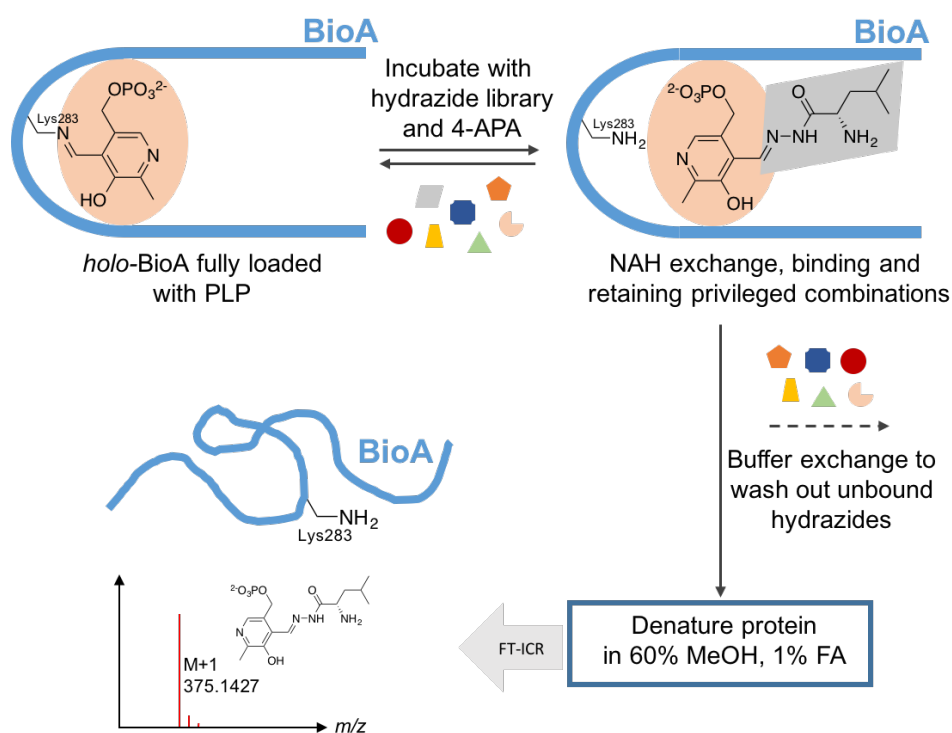 BioA
OPO₃²⁻
Lys283
N
N
HO
holo-BioA fully loaded
with PLP
Incubate with
hydrazide library
and 4-APA
BioA
²⁻O₃PO
Lys283
NH₂
N
N
NH
O
NH₂
OH
NAH exchange, binding and
retaining privileged combinations
Buffer exchange to
wash out unbound
hydrazides
BioA
NH₂
Lys283
Denature protein
in 60% MeOH, 1% FA
FT-ICR
²⁻O₃PO
O
N
NH
NH₂
N
OH
M+1
375.1427
m/z